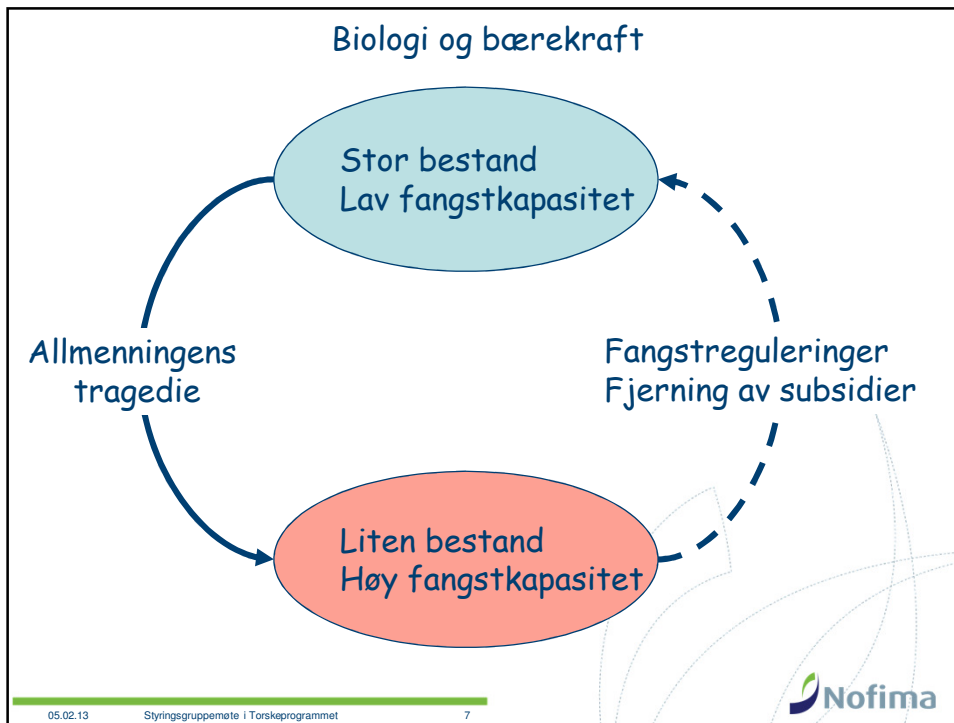 Biologi og bærekraft
Stor bestand
Lav fangstkapasitet
Allmenningens
tragedie
Fangstreguleringer
Fjerning av subsidier
Liten bestand
Høy fangstkapasitet
05.02.13 Styringsgruppemøte i Torskeprogrammet 7
Nofima